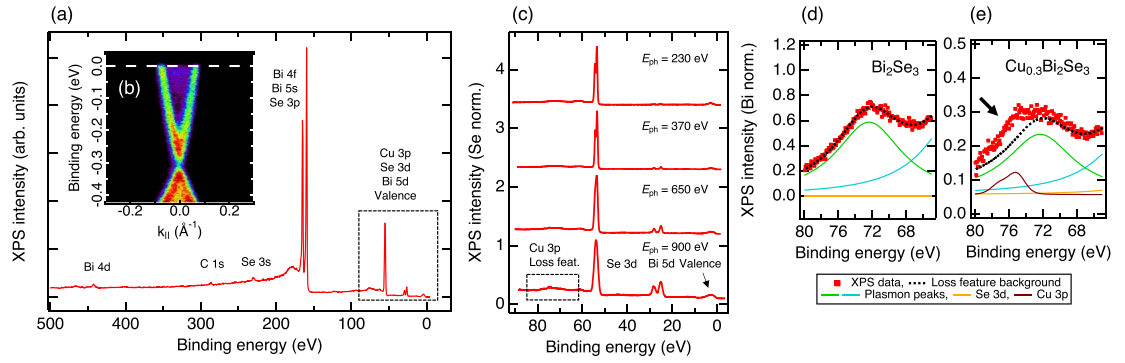 (a)
XPS intensity (arb. units)
500
400
300
200
100
0
Binding energy (eV)
Bi 4d
C 1s
Se 3s
Bi 4f
Bi 5s
Se 3p
Cu 3p
Se 3d
Bi 5d
Valence
(b)
Binding energy (eV)
0.0
-0.1
-0.2
-0.3
-0.4
-0.2
0.0
0.2
k|| (Å⁻¹)
(c)
XPS intensity (Se norm.)
4
3
2
1
0
80
60
40
20
0
Binding energy (eV)
Eph = 230 eV
Eph = 370 eV
Eph = 650 eV
Eph = 900 eV
Cu 3p
Loss feat.
Se 3d
Bi 5d
Valence
(d)
XPS intensity (Bi norm.)
1.2
1.0
0.8
0.6
0.4
0.2
0.0
80
76
72
68
Binding energy (eV)
Bi₂Se₃
(e)
0.5
0.4
0.3
0.2
0.1
0.0
80
76
72
68
Binding energy (eV)
Cu₀.₃Bi₂Se₃
XPS data, Loss feature background
Plasmon peaks, Se 3d, Cu 3p